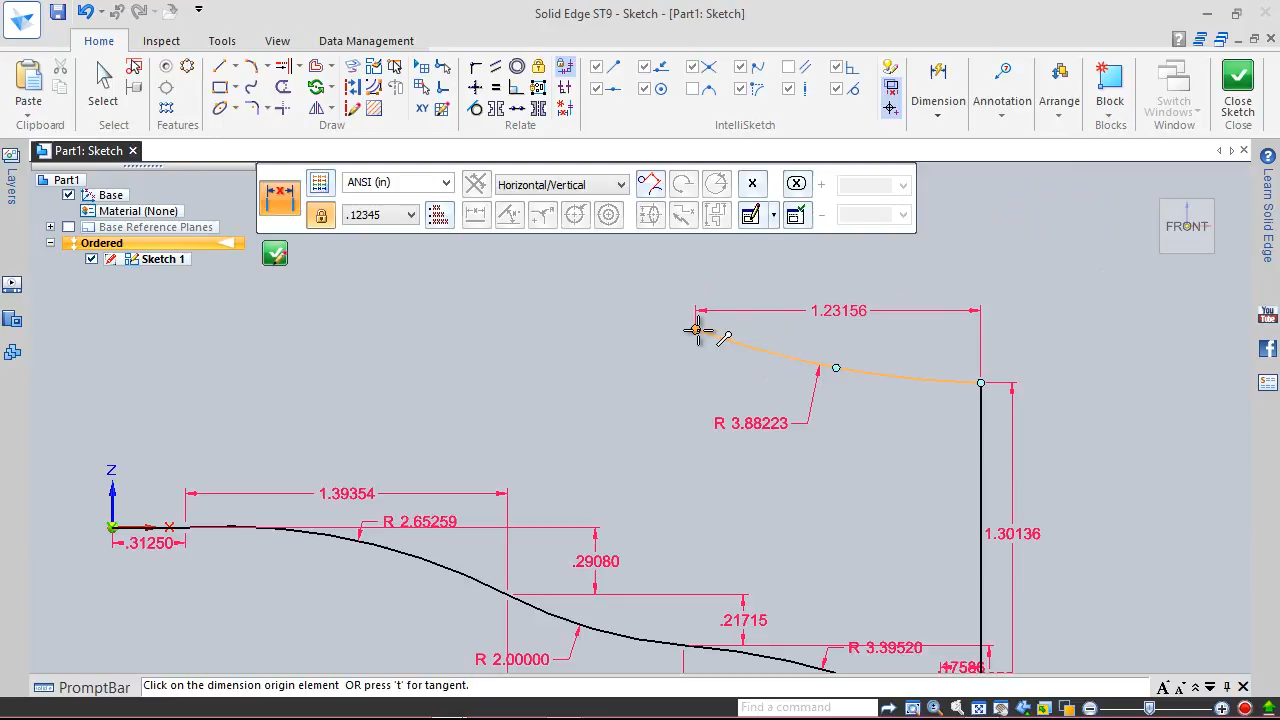 Solid Edge ST9 - Sketch - [Part1: Sketch]
Home Inspect Tools View Data Management
Paste Select Dimension Annotation Arrange Block Switch Windows Close Sketch
Clipboard Select Features Draw Relate IntelliSketch Blocks Window Close
Part1: Sketch
Part1
Base
Material (None)
Base Reference Planes
Ordered
Sketch 1
ANSI (in) Horizontal/Vertical
.12345
Layers
Learn Solid Edge
You Tube
FRONT
1.23156
R 3.88223
Z
1.39354
R 2.65259
X
.31250
1.30136
.29080
.21715
R 3.39520
R 2.00000
PromptBar Click on the dimension origin element OR press 't' for tangent.
Find a command